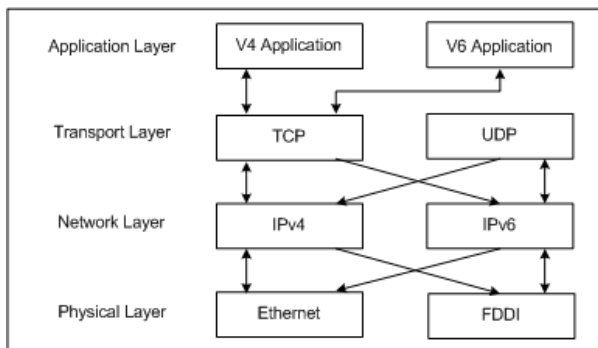 Application Layer V4 Application V6 Application
Transport Layer TCP UDP
Network Layer IPv4 IPv6
Physical Layer Ethernet FDDI